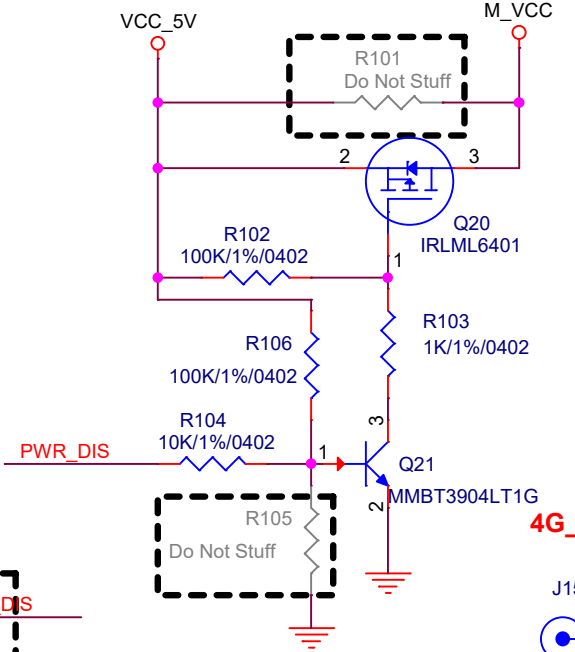 VCC_5V
M_VCC
R101
Do Not Stuff
2
3
Q20
IRLML6401
R102
100K/1%/0402
1
R103
1K/1%/0402
R106
100K/1%/0402
R104
10K/1%/0402
3
PWR_DIS
1
Q21
2
MMBT3904LT1G
R105
Do Not Stuff
4G_
J15
DIS